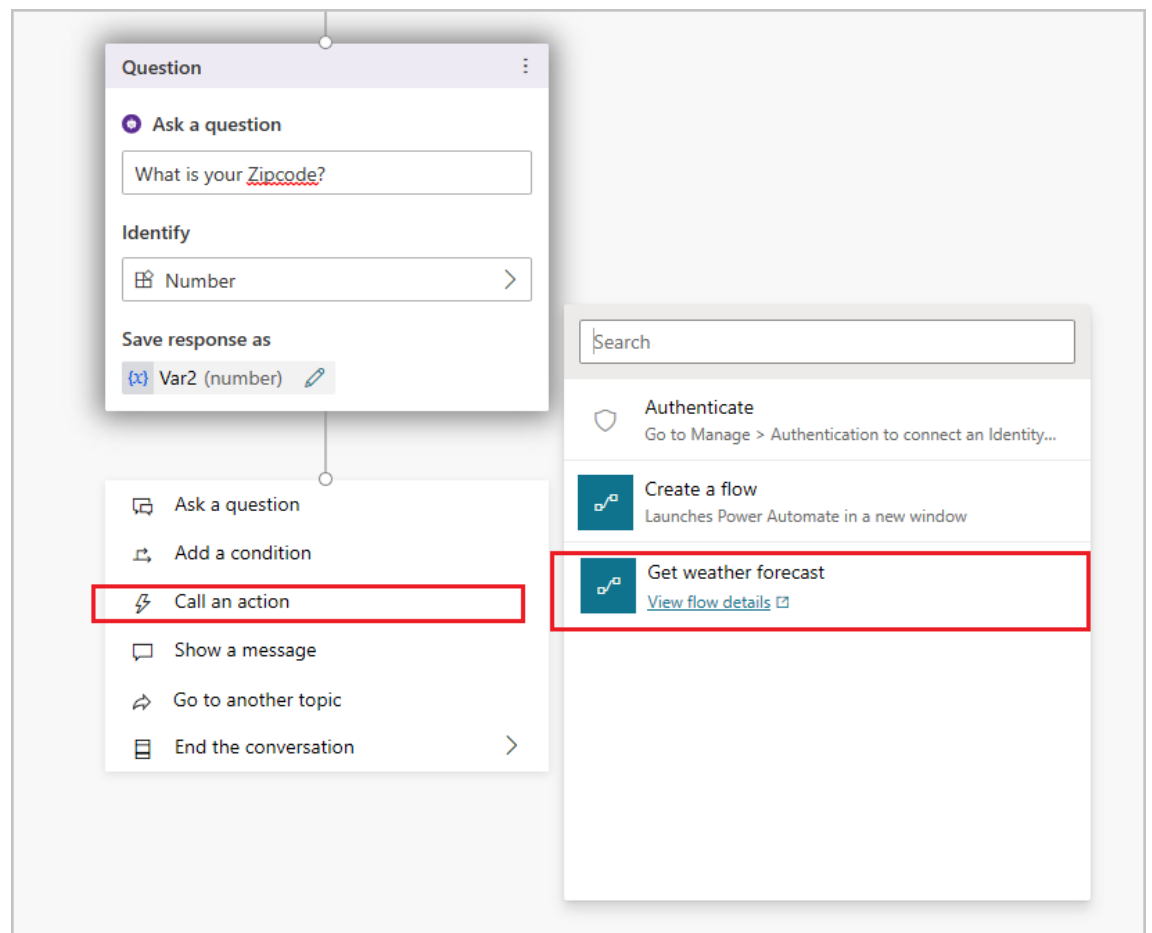 Question
Ask a question
What is your Zipcode?
Identify
Number
Save response as
{x} Var2 (number)
Ask a question
Add a condition
Call an action
Show a message
Go to another topic
End the conversation
Search
Authenticate
Go to Manage > Authentication to connect an Identity...
Create a flow
Launches Power Automate in a new window
Get weather forecast
View flow details